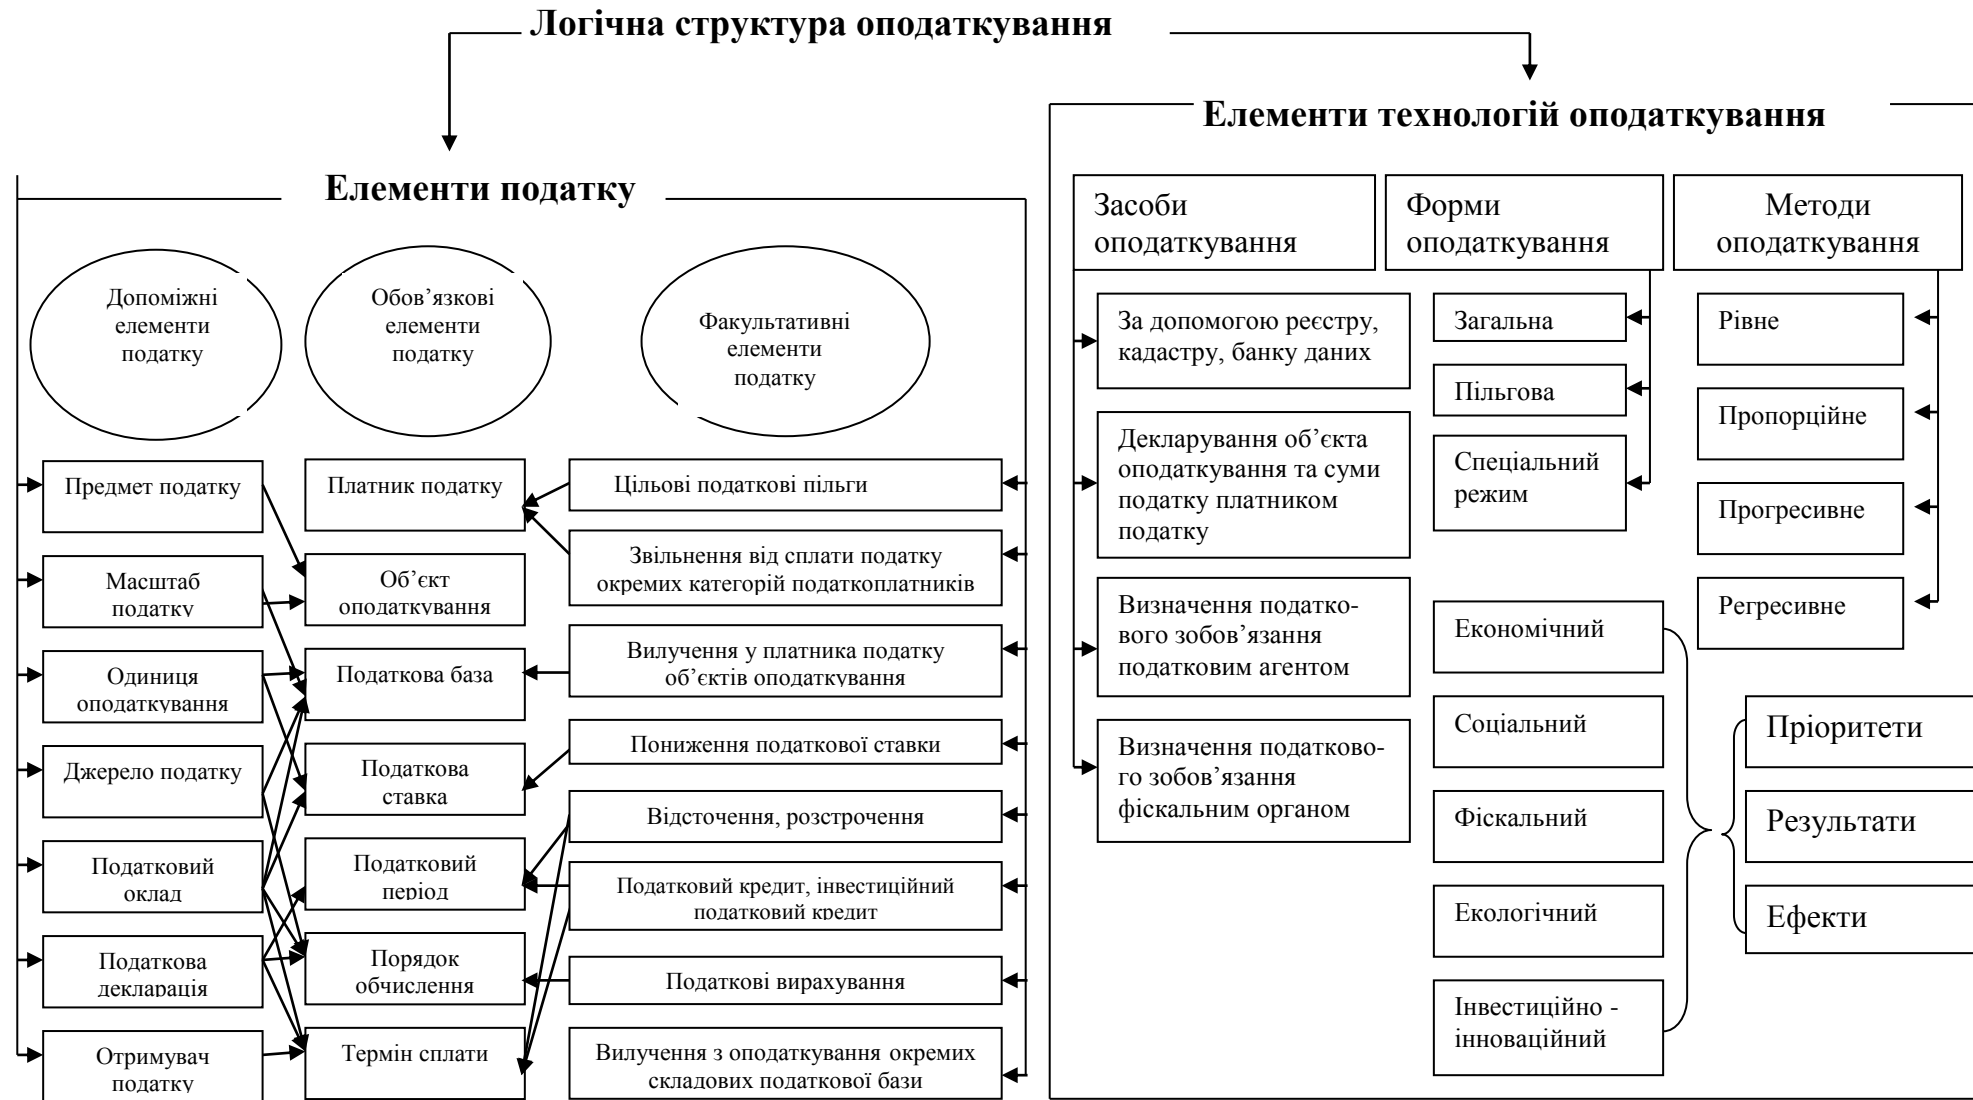 Логічна структура оподаткування
Елементи технологій оподаткування
Елементи податку
Допоміжні
елементи
податку
Обов’язкові
елементи
податку
Факультативні
елементи
податку
Предмет податку
Масштаб
податку
Одиниця
оподаткування
Джерело податку
Податковий
оклад
Податкова
декларація
Отримувач
податку
Платник податку
Об’єкт
оподаткування
Податкова база
Податкова
ставка
Податковий
період
Порядок
обчислення
Термін сплати
Цільові податкові пільги
Звільнення від сплати податку
окремих категорій податкоплатників
Вилучення у платника податку
об’єктів оподаткування
Пониження податкової ставки
Відсточення, розстрочення
Податковий кредит, інвестиційний
податковий кредит
Податкові вирахування
Вилучення з оподаткування окремих
складових податкової бази
Засоби
оподаткування
За допомогою реєстру,
кадастру, банку даних
Декларування об’єкта
оподаткування та суми
податку платником
податку
Визначення податко-
вого зобов’язання
податковим агентом
Визначення податково-
го зобов’язання
фіскальним органом
Форми
оподаткування
Загальна
Пільгова
Спеціальний
режим
Методи
оподаткування
Рівне
Пропорційне
Прогресивне
Регресивне
Економічний
Соціальний
Фіскальний
Екологічний
Інвестиційно -
інноваційний
Пріоритети
Результати
Ефекти